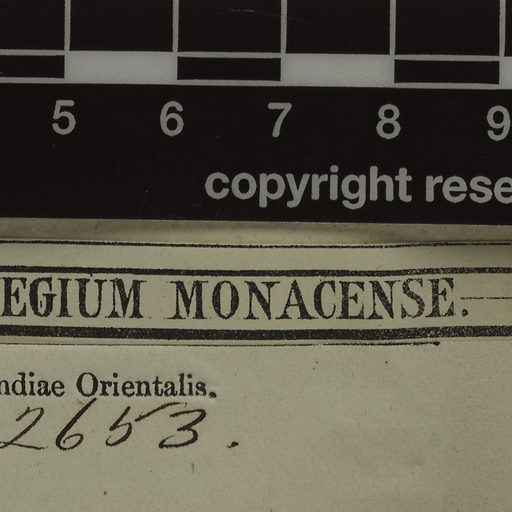 5 6 7 8 9
copyright rese
EGIUM MONACENSE.
ndiae Orientalis.
2653.